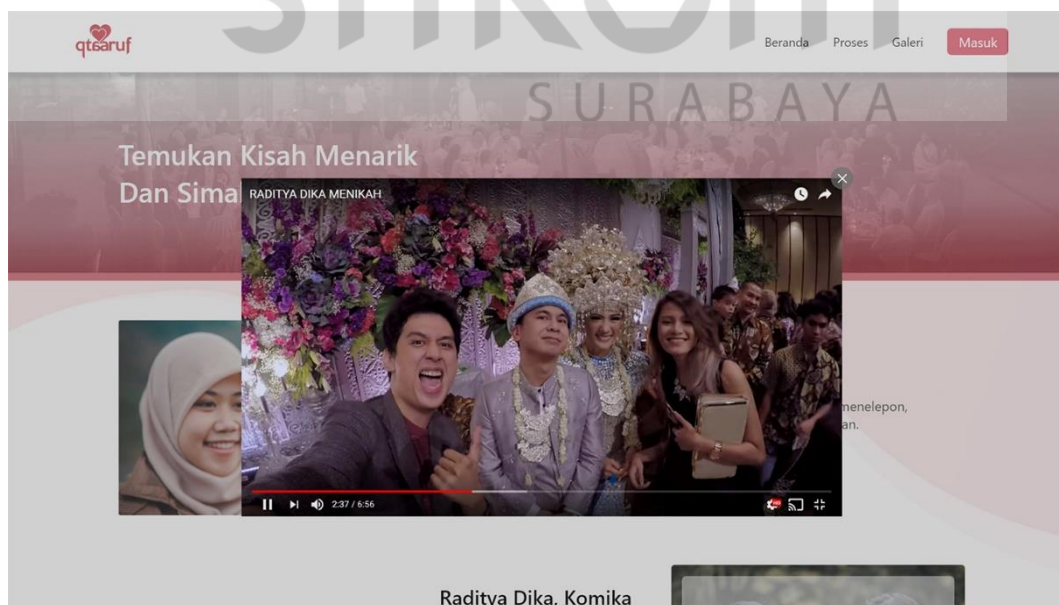 SURABAYA
qtaaruf
Beranda Proses Galeri Masuk
Temukan Kisah Menarik
Dan Sima
RADITYA DIKA MENIKAH
menelepon,
an.
2:37 / 6:56
Raditya Dika, Komika